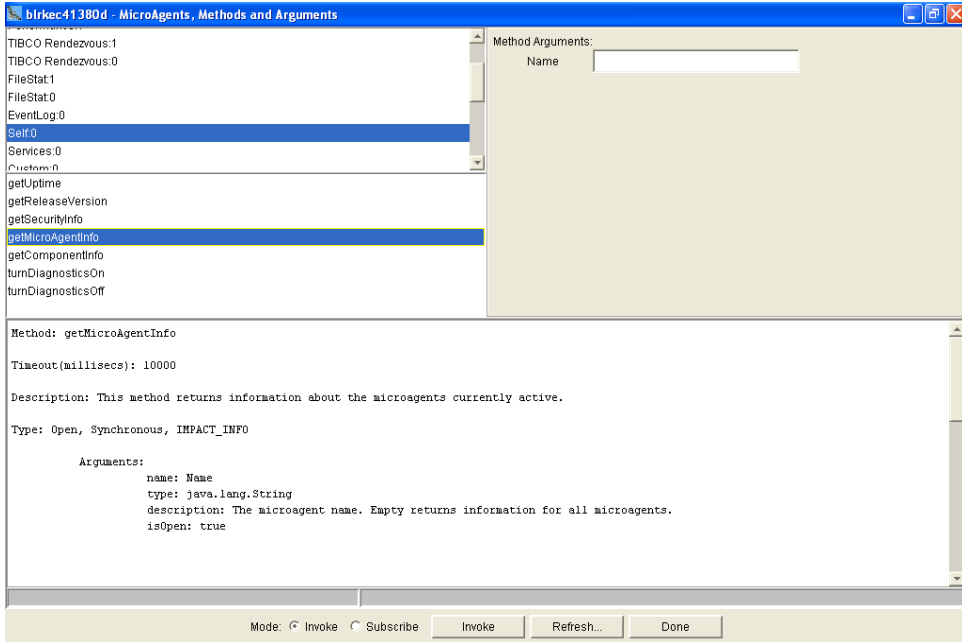 blrkec41380d - MicroAgents, Methods and Arguments
TIBCO Rendezvous:1
TIBCO Rendezvous:0
FileStat:1
FileStat:0
EventLog:0
Self:0
Services:0
Custom:0
Method Arguments:
Name
getUptime
getReleaseVersion
getSecurityInfo
getMicroAgentInfo
getComponentInfo
turnDiagnosticsOn
turnDiagnosticsOff
Method: getMicroAgentInfo
Timeout(millisecs): 10000
Description: This method returns information about the microagents currently active.
Type: Open, Synchronous, IMPACT_INFO
Arguments:
name: Name
type: java.lang.String
description: The microagent name. Empty returns information for all microagents.
isOpen: true
Mode: Invoke Subscribe Invoke Refresh... Done